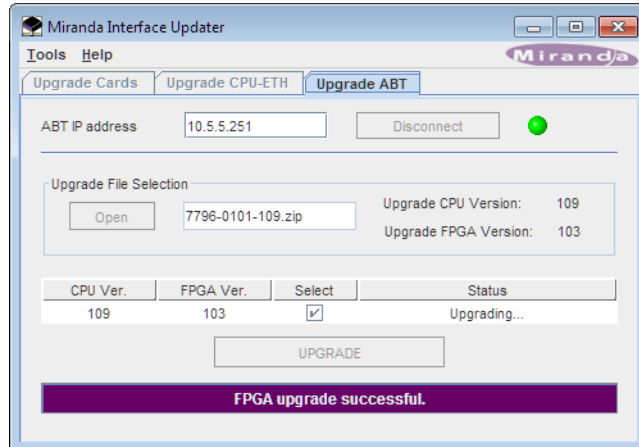 Miranda Interface Updater
Tools Help
Miranda
Upgrade Cards Upgrade CPU-ETH Upgrade ABT
ABT IP address 10.5.5.251 Disconnect
Upgrade File Selection
Open 7796-0101-109.zip
Upgrade CPU Version: 109
Upgrade FPGA Version: 103
CPU Ver. FPGA Ver. Select Status
109 103 Upgrading...
UPGRADE
FPGA upgrade successful.